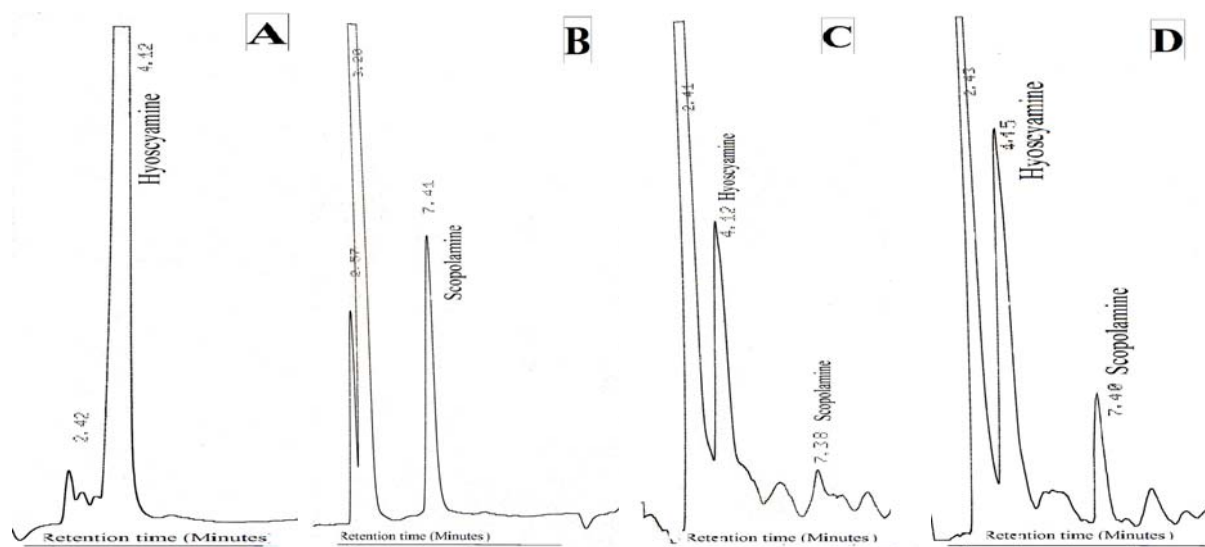 A
4.12
Hyoscyamine
2.42
Retention time (Minutes
B
3.20
2.57
7.41
Scopolamine
Retention time (Minutes )
C
2.41
4.12 Hyoscyamine
7.38 Scopolamine
Retention time (Minutes )
D
2.43
4.15
Hyoscyamine
7.40 Scopolamine
Retention time (Minutes )